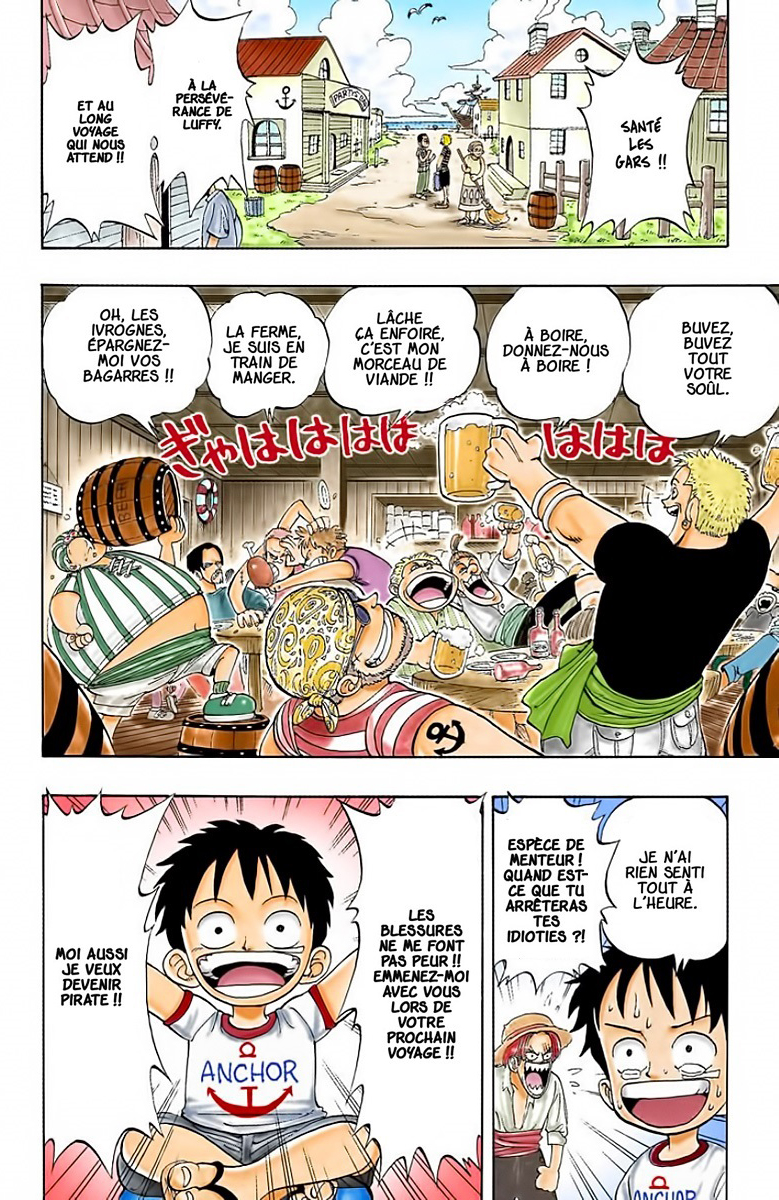 SANTÉ
LES
GARS !!
À LA
PERSÉVÉ-
RANCE DE
LUFFY.
ET AU
LONG
VOYAGE
QUI NOUS
ATTEND !!
PARTYS
BUVEZ,
BUVEZ
TOUT
VOTRE
SOÛL.
À BOIRE,
DONNEZ-NOUS
À BOIRE !
LÂCHE
ÇA ENFOIRÉ,
C'EST MON
MORCEAU DE
VIANDE !!
LA FERME,
JE SUIS EN
TRAIN DE
MANGER.
OH, LES
IVROGNES,
ÉPARGNEZ-
MOI VOS
BAGARRES !!
はははは
ぎゃはははは
BEER
JE N'AI
RIEN SENTI
TOUT À
L'HEURE.
ESPÈCE DE
MENTEUR !
QUAND EST-
CE QUE TU
ARRÊTERAS
TES
IDIOTIES ?!
ANCHOR
LES
BLESSURES
NE ME FONT
PAS PEUR !!
EMMENEZ-MOI
AVEC VOUS
LORS DE
VOTRE
PROCHAIN
VOYAGE !!
MOI AUSSI
JE VEUX
DEVENIR
PIRATE !!
ANCHOR